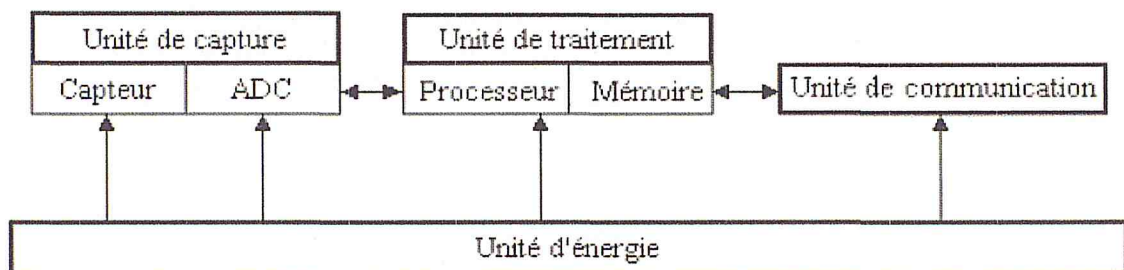 Unité de capture
Unité de traitement
Capteur
ADC
Processeur
Mémoire
Unité de communication
Unité d'énergie